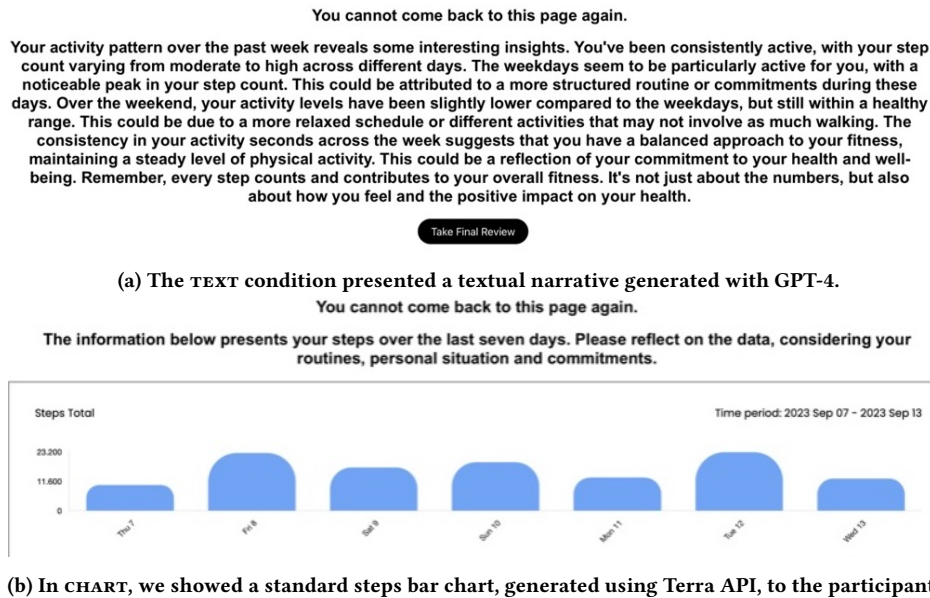 You cannot come back to this page again.
Your activity pattern over the past week reveals some interesting insights. You've been consistently active, with your step
count varying from moderate to high across different days. The weekdays seem to be particularly active for you, with a
noticeable peak in your step count. This could be attributed to a more structured routine or commitments during these
days. Over the weekend, your activity levels have been slightly lower compared to the weekdays, but still within a healthy
range. This could be due to a more relaxed schedule or different activities that may not involve as much walking. The
consistency in your activity seconds across the week suggests that you have a balanced approach to your fitness,
maintaining a steady level of physical activity. This could be a reflection of your commitment to your health and well-
being. Remember, every step counts and contributes to your overall fitness. It's not just about the numbers, but also
about how you feel and the positive impact on your health.
Take Final Review
(a) The TEXT condition presented a textual narrative generated with GPT-4.
You cannot come back to this page again.
The information below presents your steps over the last seven days. Please reflect on the data, considering your
routines, personal situation and commitments.
Steps Total
Time period: 2023 Sep 07 - 2023 Sep 13
23.200
11.600
0
Thu 7
Fri 8
Sat 9
Sun 10
Mon 11
Tue 12
Wed 13
(b) In CHART, we showed a standard steps bar chart, generated using Terra API, to the participant